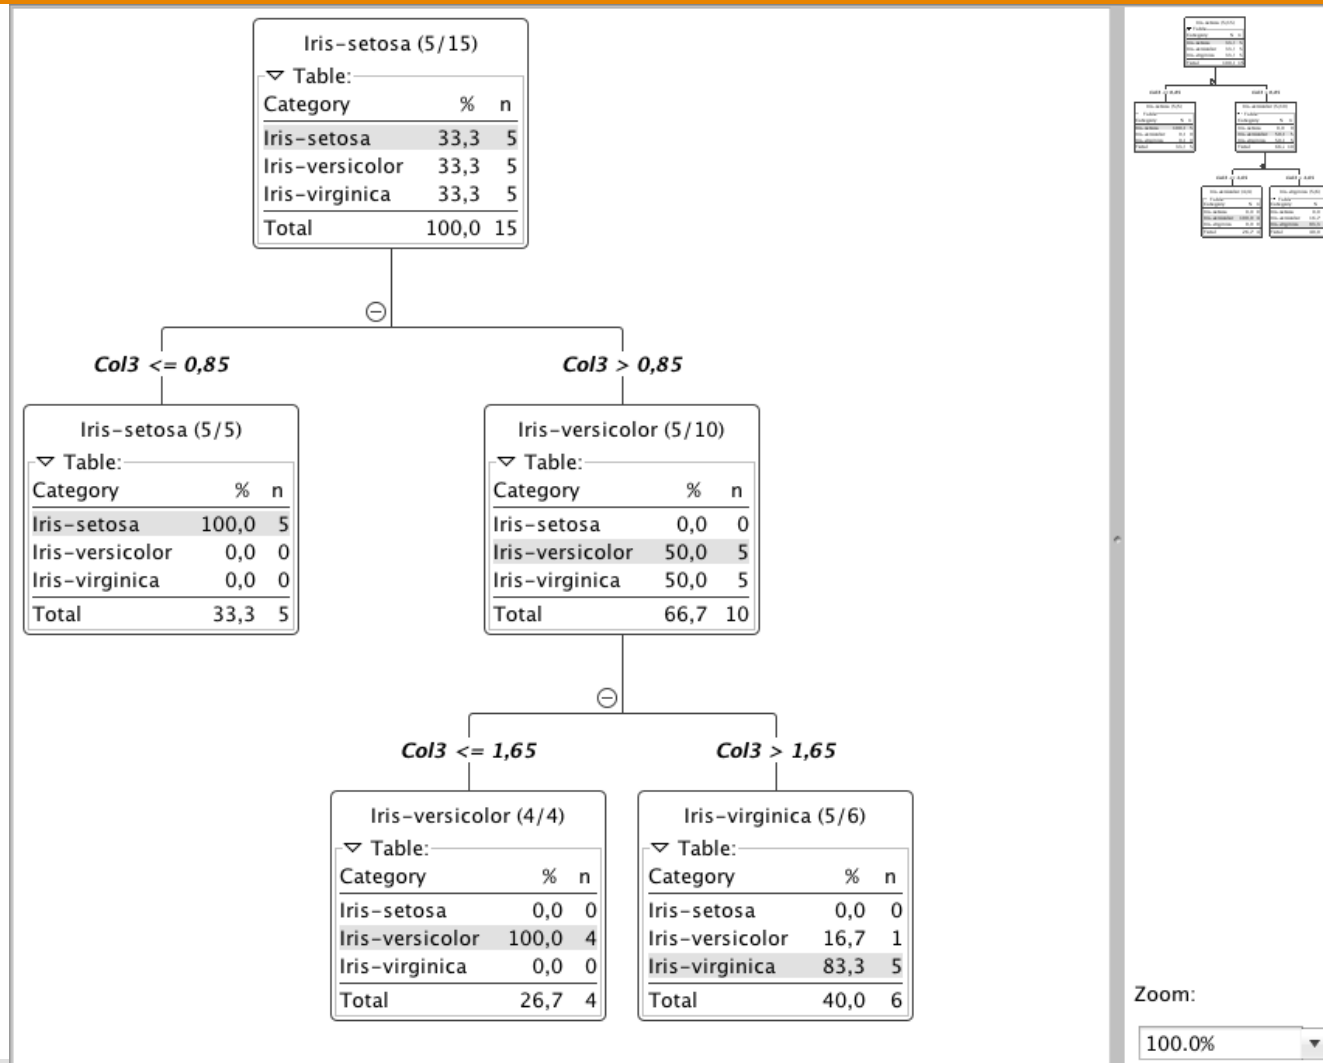 Iris-setosa (5/15)
Table:
Category % n
Iris-setosa 33,3 5
Iris-versicolor 33,3 5
Iris-virginica 33,3 5
Total 100,0 15
Col3 <= 0,85
Col3 > 0,85
Iris-setosa (5/5)
Table:
Category % n
Iris-setosa 100,0 5
Iris-versicolor 0,0 0
Iris-virginica 0,0 0
Total 33,3 5
Iris-versicolor (5/10)
Table:
Category % n
Iris-setosa 0,0 0
Iris-versicolor 50,0 5
Iris-virginica 50,0 5
Total 66,7 10
Col3 <= 1,65
Col3 > 1,65
Iris-versicolor (4/4)
Table:
Category % n
Iris-setosa 0,0 0
Iris-versicolor 100,0 4
Iris-virginica 0,0 0
Total 26,7 4
Iris-virginica (5/6)
Table:
Category % n
Iris-setosa 0,0 0
Iris-versicolor 16,7 1
Iris-virginica 83,3 5
Total 40,0 6
Zoom:
100.0%